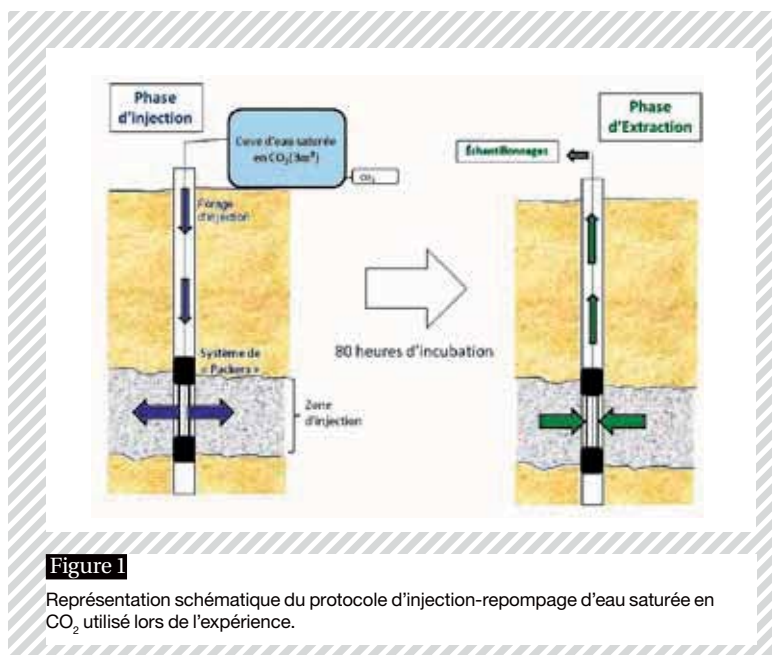 Phase
d'injection
Cuve d'eau saturée
en CO₂ (3m³)
CO₂
Forage
d'injection
Système de
« Packers »
Zone
d'injection
80 heures d'incubation
Phase
d'Extraction
Échantillonnages
Figure 1
Représentation schématique du protocole d'injection-repompage d'eau saturée en
CO₂ utilisé lors de l'expérience.